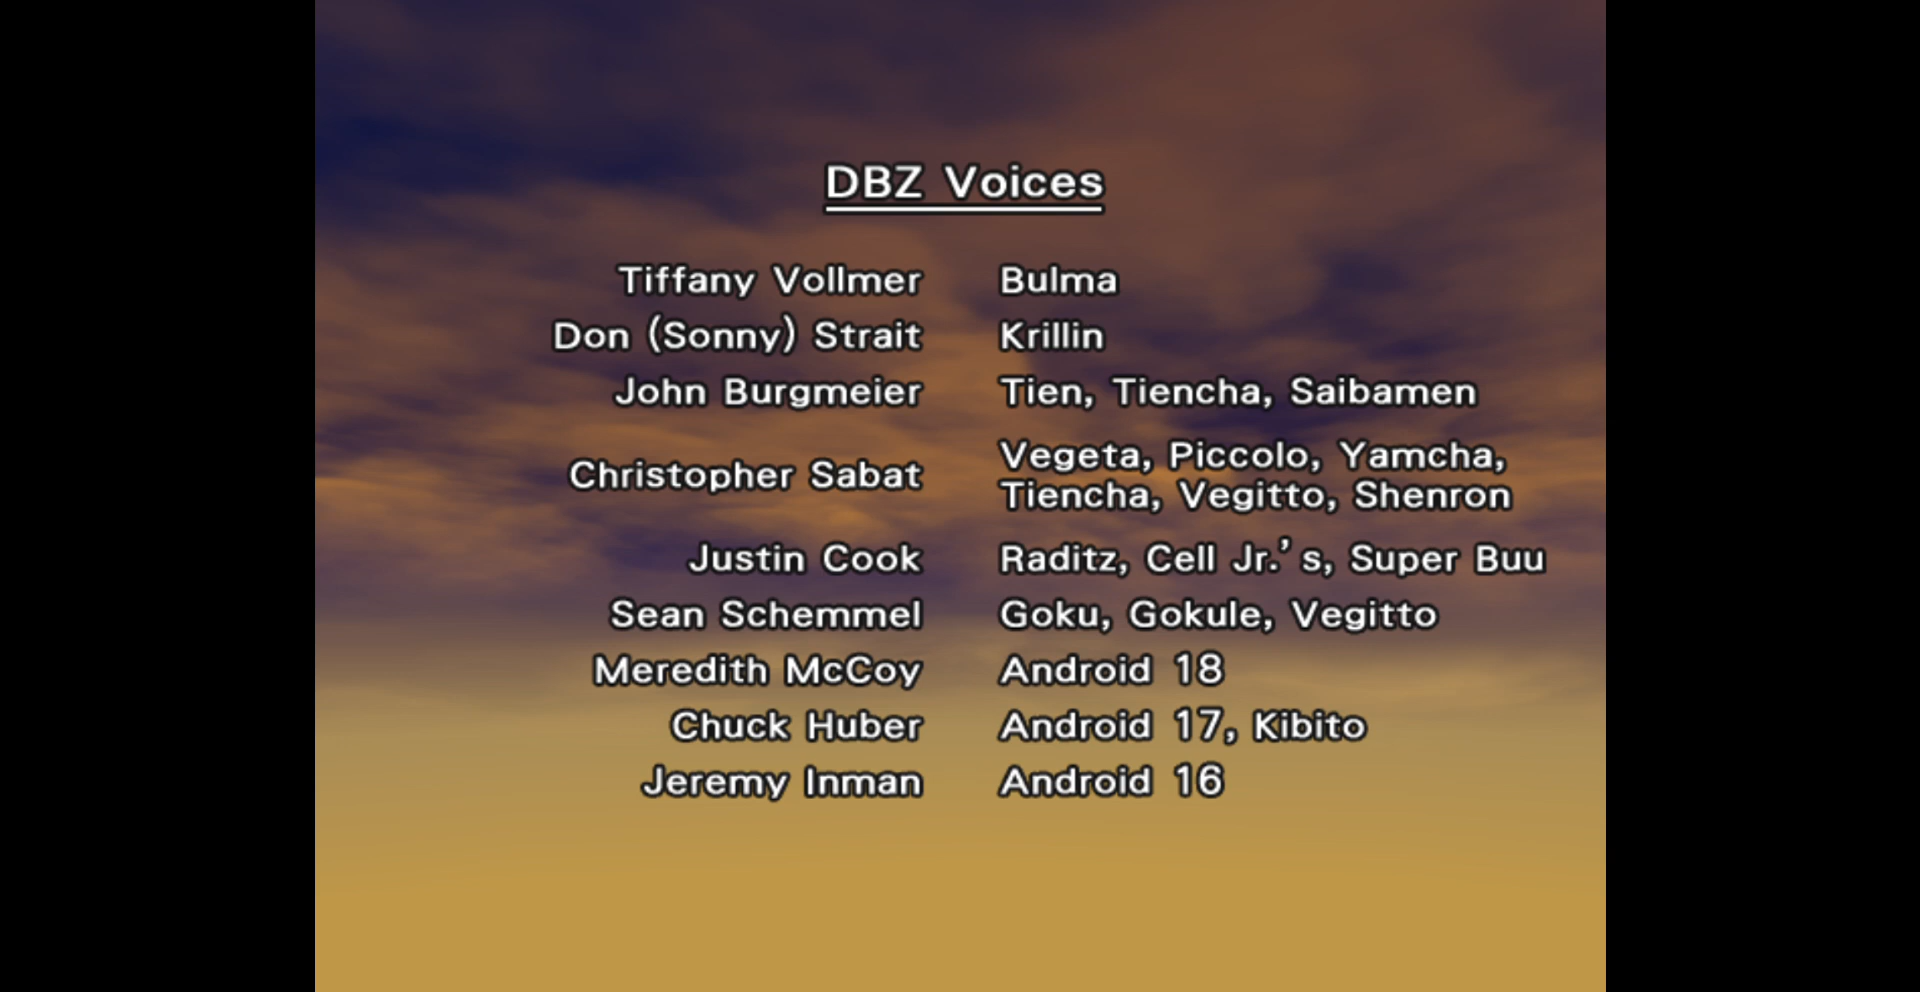 DBZ Voices
Tiffany Vollmer Bulma
Don (Sonny) Strait Krillin
John Burgmeier Tien, Tiencha, Saibamen
Christopher Sabat Vegeta, Piccolo, Yamcha,
Tiencha, Vegitto, Shenron
Justin Cook Raditz, Cell Jr.’s, Super Buu
Sean Schemmel Goku, Gokule, Vegitto
Meredith McCoy Android 18
Chuck Huber Android 17, Kibito
Jeremy Inman Android 16